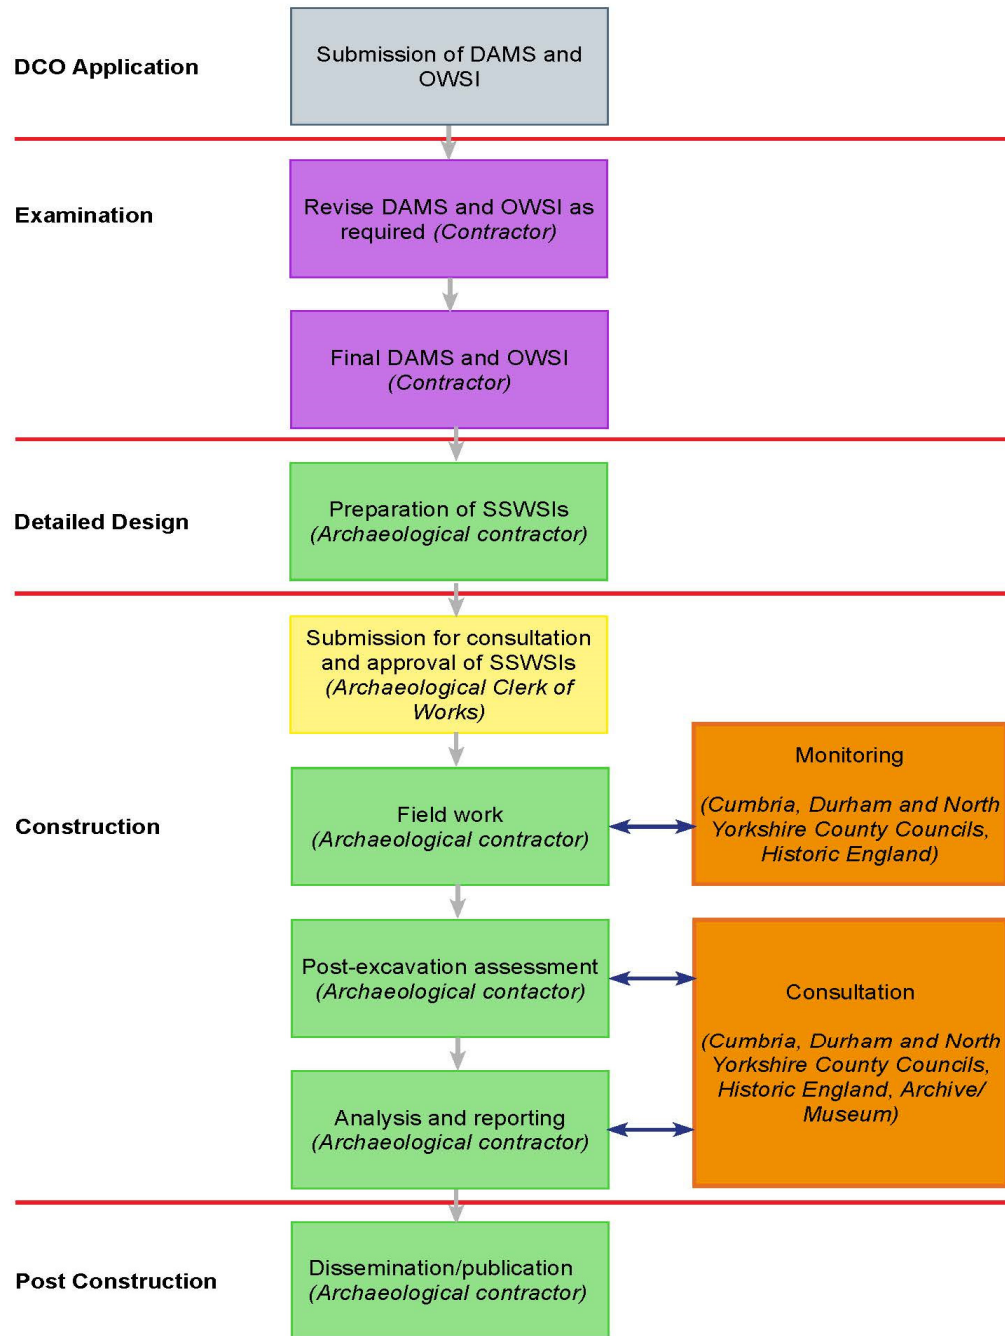 DCO Application
Submission of DAMS and
OWSI
Examination
Revise DAMS and OWSI as
required (Contractor)
Final DAMS and OWSI
(Contractor)
Detailed Design
Preparation of SSWSIs
(Archaeological contractor)
Construction
Submission for consultation
and approval of SSWSIs
(Archaeological Clerk of
Works)
Field work
(Archaeological contractor)
Monitoring
(Cumbria, Durham and North
Yorkshire County Councils,
Historic England)
Post-excavation assessment
(Archaeological contactor)
Analysis and reporting
(Archaeological contractor)
Consultation
(Cumbria, Durham and North
Yorkshire County Councils,
Historic England, Archive/
Museum)
Post Construction
Dissemination/publication
(Archaeological contractor)